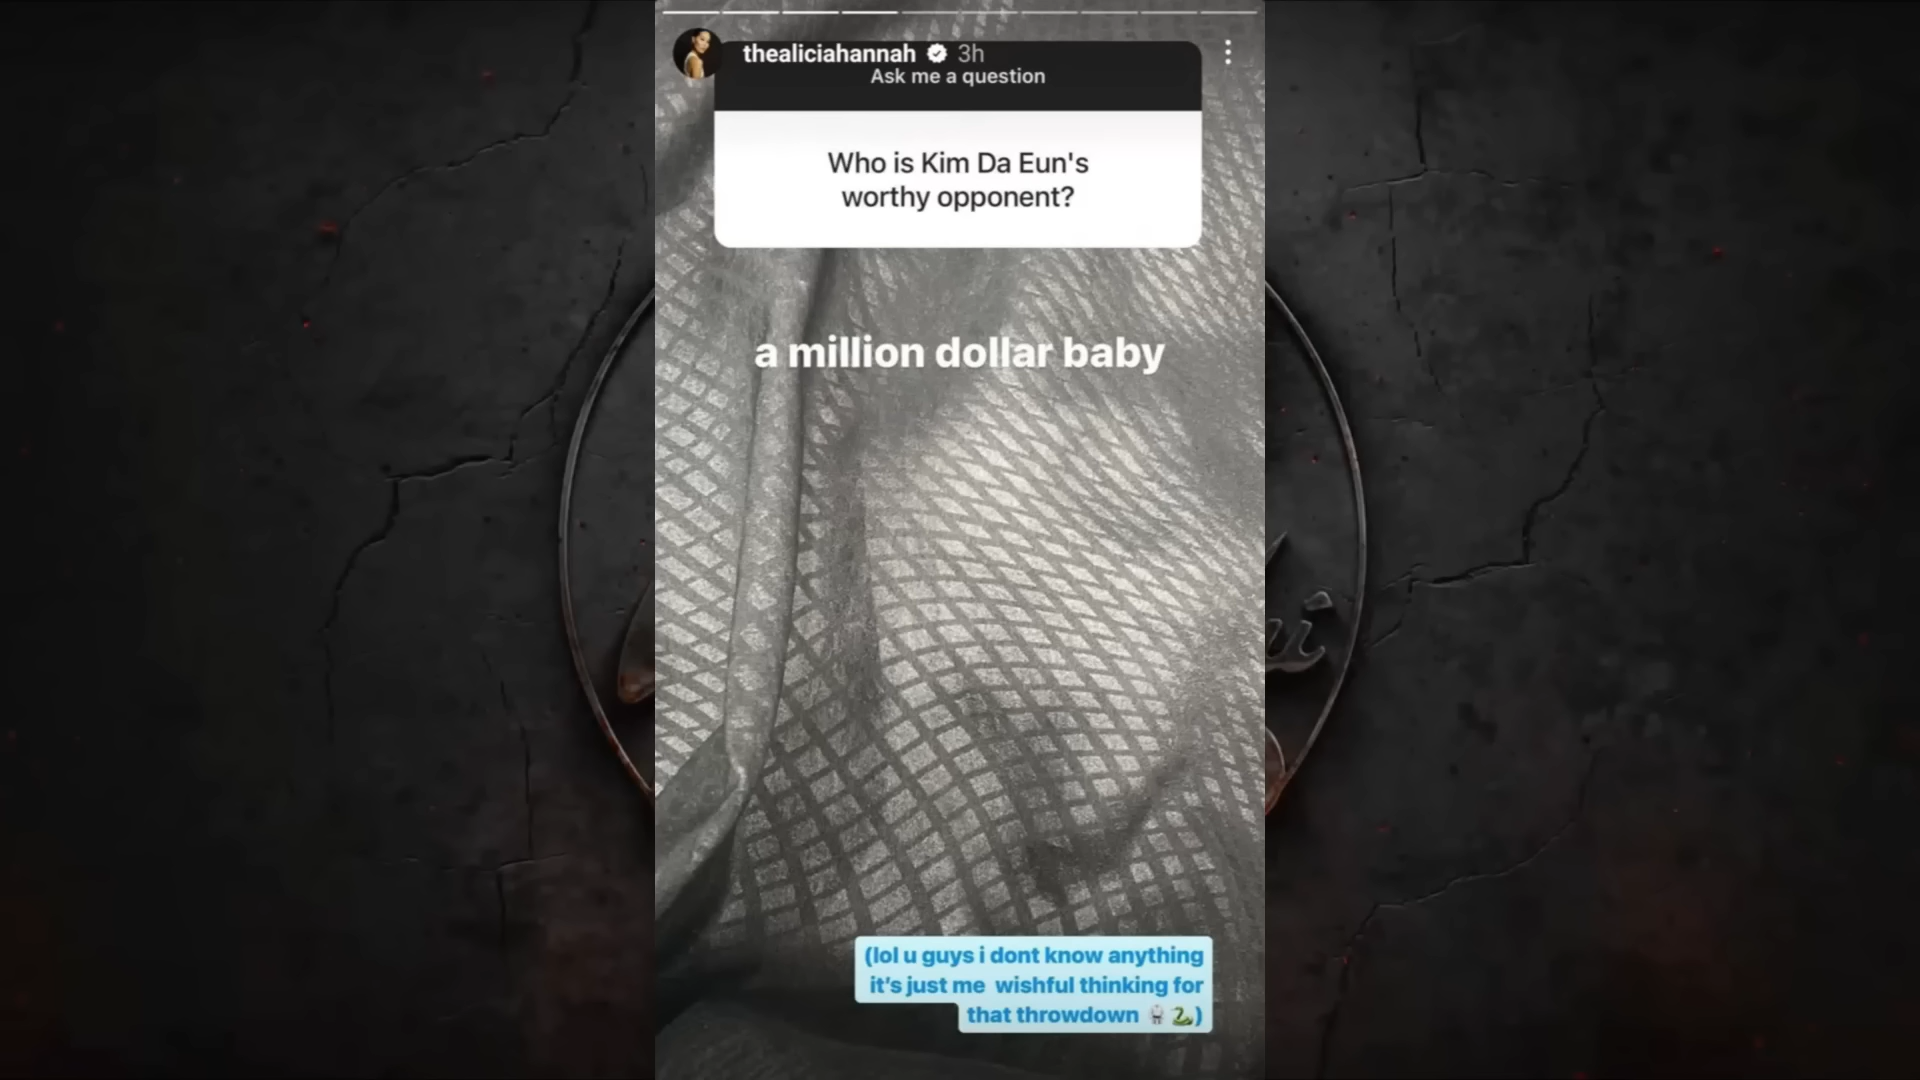 thealiciahannah 3h
Ask me a question
Who is Kim Da Eun's
worthy opponent?
a million dollar baby
(lol u guys i dont know anything
it's just me wishful thinking for
that throwdown 🥋🐍)